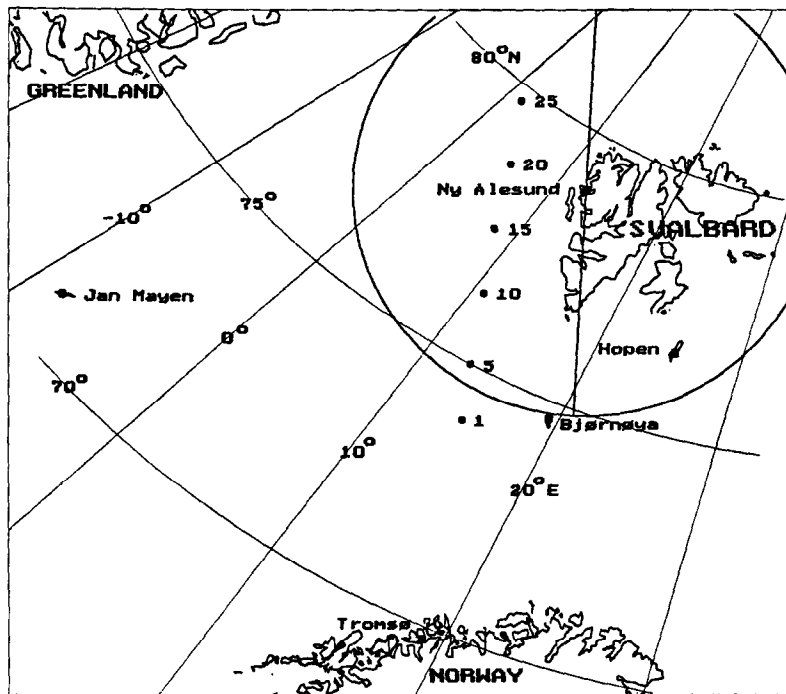 80°N
GREENLAND
25
20
Ny Alesund
-10°
75°
15
SVALBARD
Jan Mayen
10
0°
Hopen
5
70°
1
Bjørnøya
10°
20°E
Tromsø
NORWAY